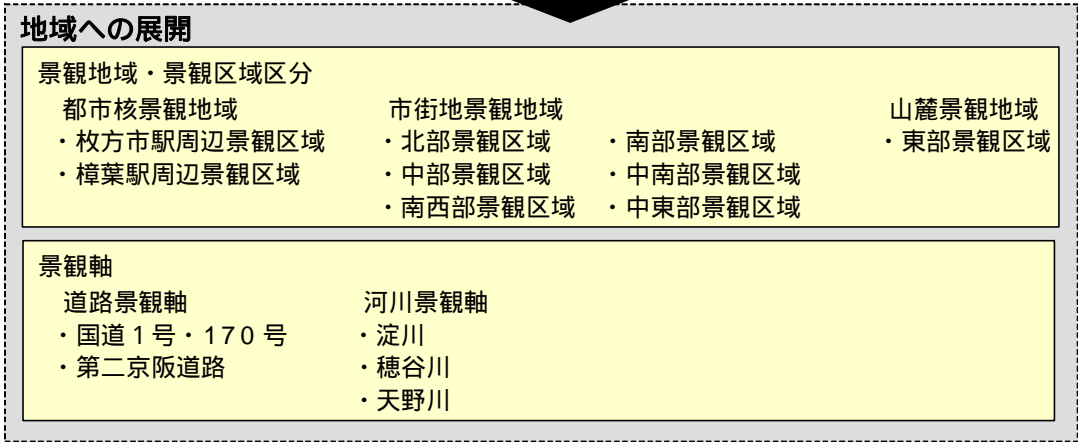 地域への展開
景観地域・景観区域区分
都市核景観地域 市街地景観地域 山麓景観地域
・枚方市駅周辺景観区域 ・北部景観区域 ・南部景観区域 ・東部景観区域
・樟葉駅周辺景観区域 ・中部景観区域 ・中南部景観区域
・南西部景観区域 ・中東部景観区域
景観軸
道路景観軸 河川景観軸
・国道1号・170号 ・淀川
・第二京阪道路 ・穂谷川
・天野川